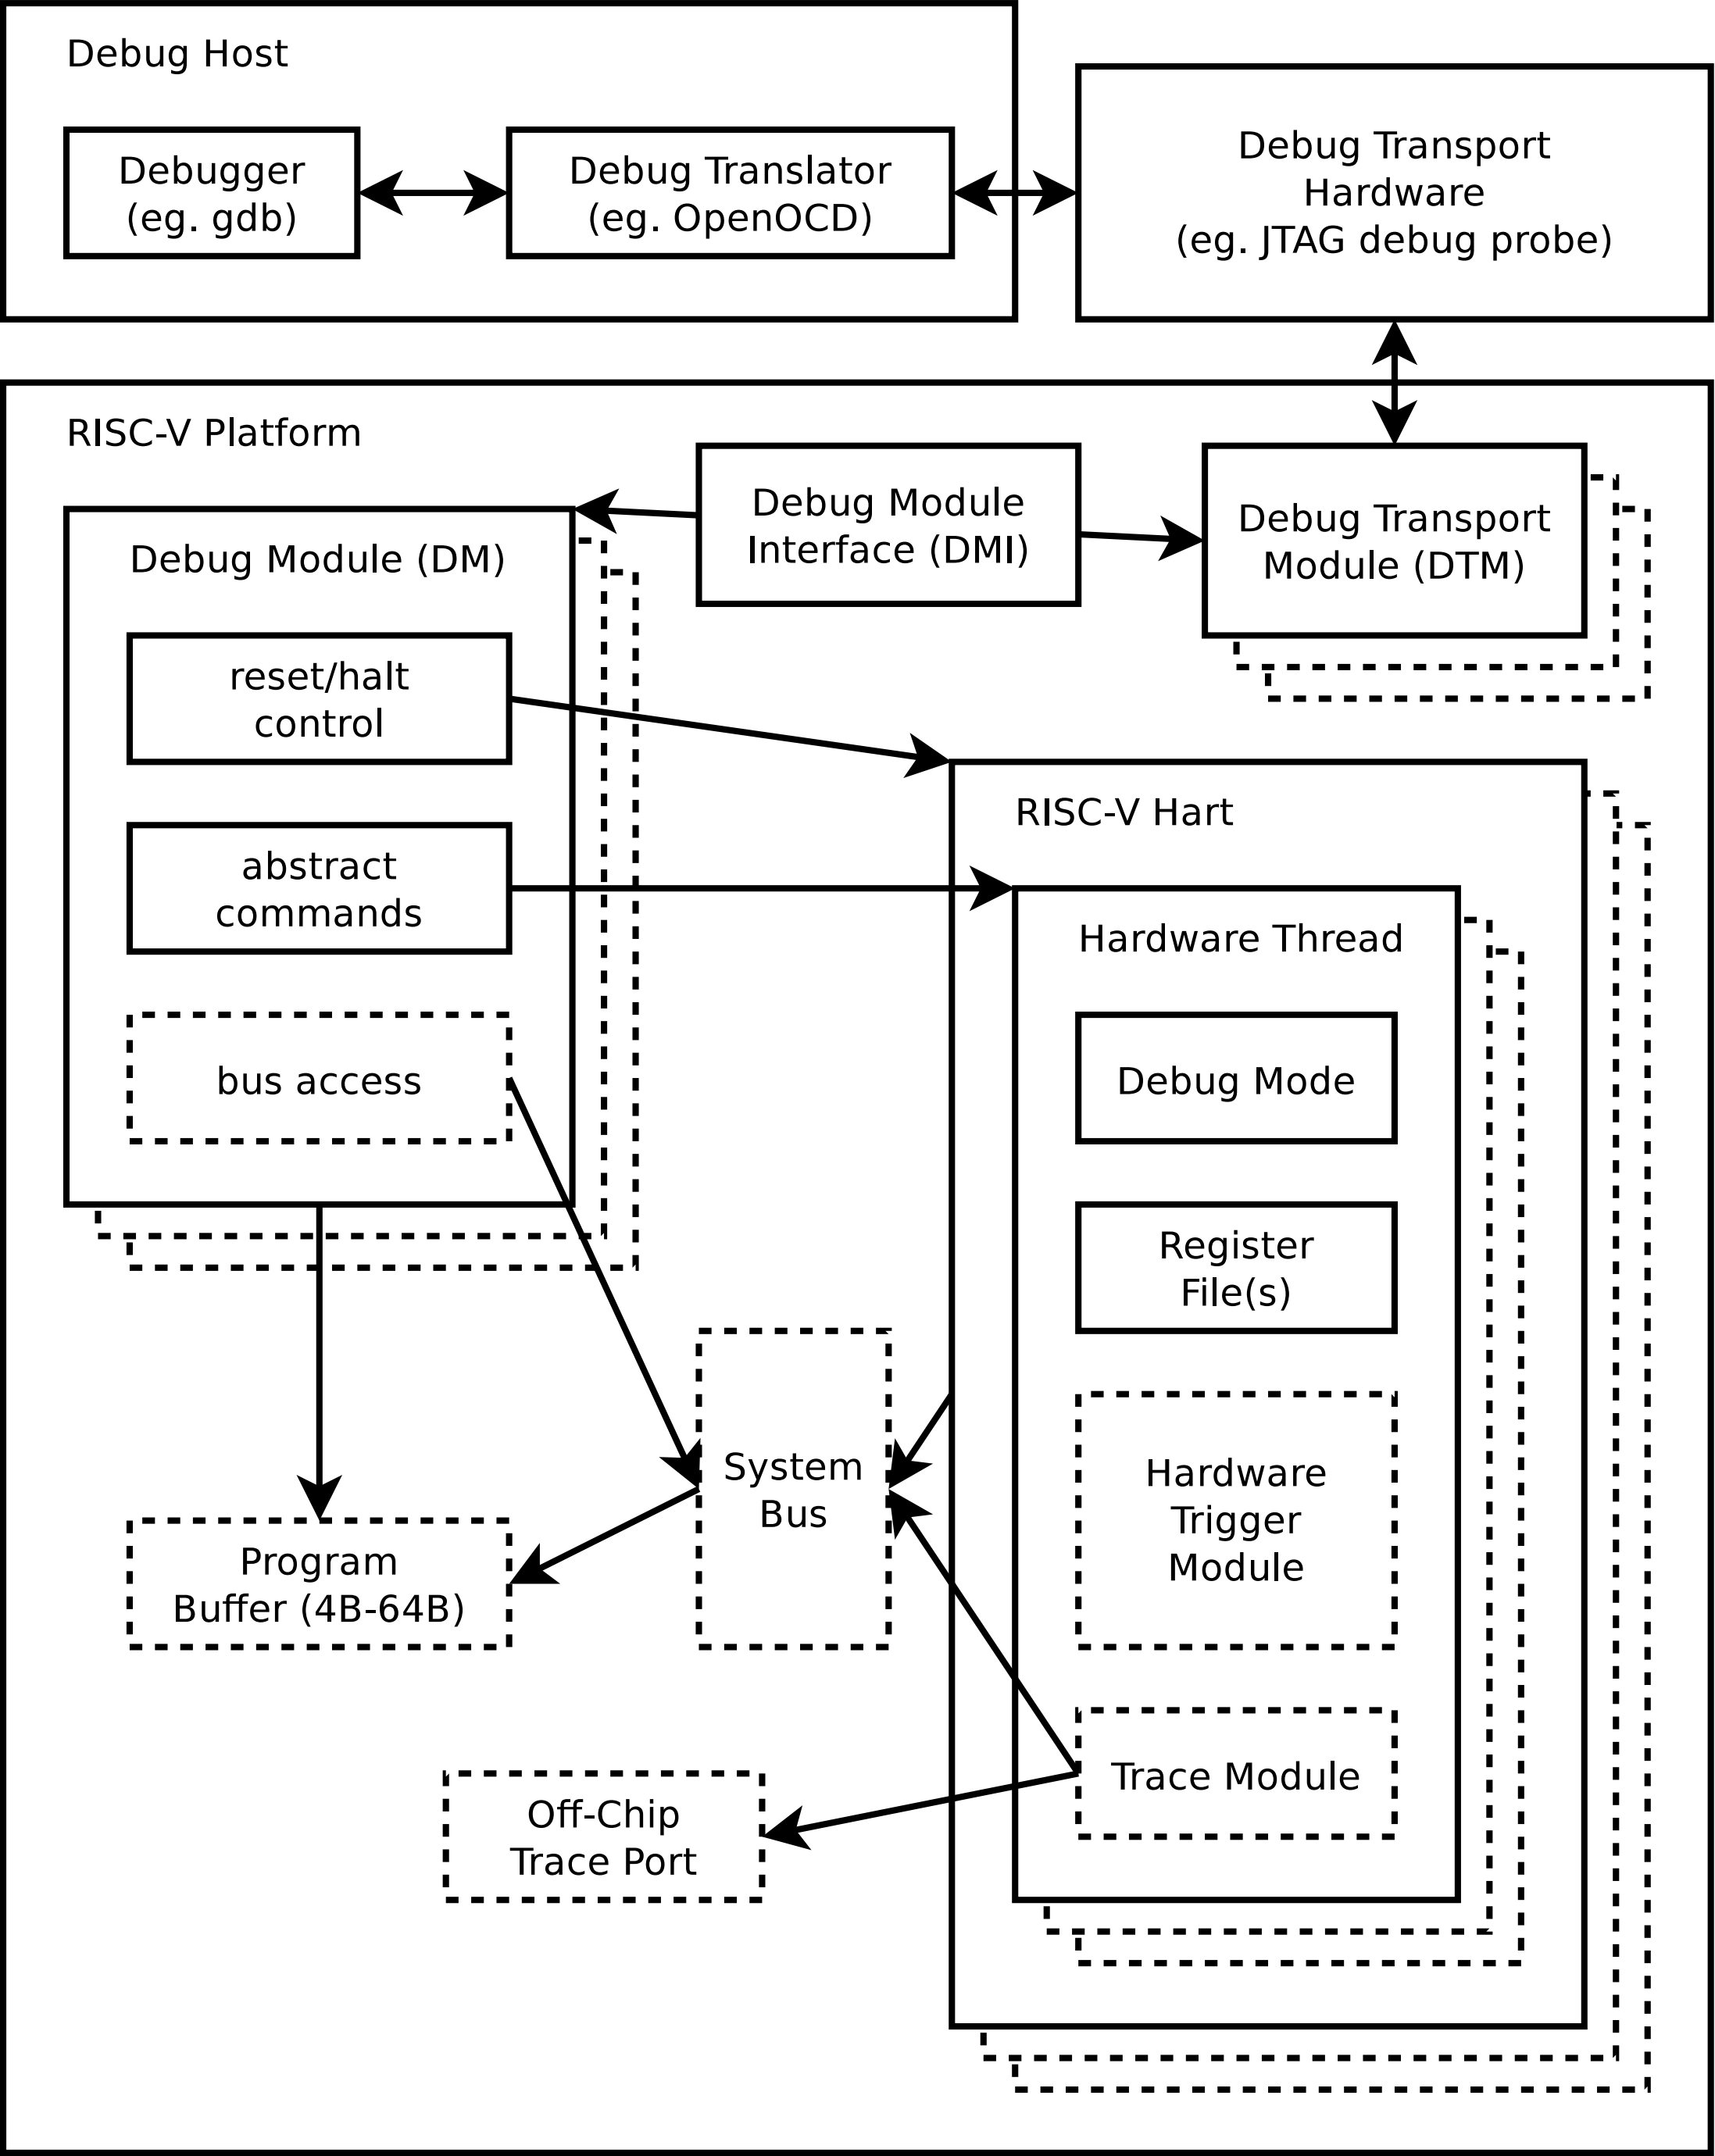 Debug Host
Debugger
(eg. gdb)
Debug Translator
(eg. OpenOCD)
Debug Transport
Hardware
(eg. JTAG debug probe)
RISC-V Platform
Debug Module
Interface (DMI)
Debug Transport
Module (DTM)
Debug Module (DM)
reset/halt
control
abstract
commands
bus access
RISC-V Hart
Hardware Thread
Debug Mode
Register
File(s)
Hardware
Trigger
Module
Trace Module
System
Bus
Program
Buffer (4B-64B)
Off-Chip
Trace Port